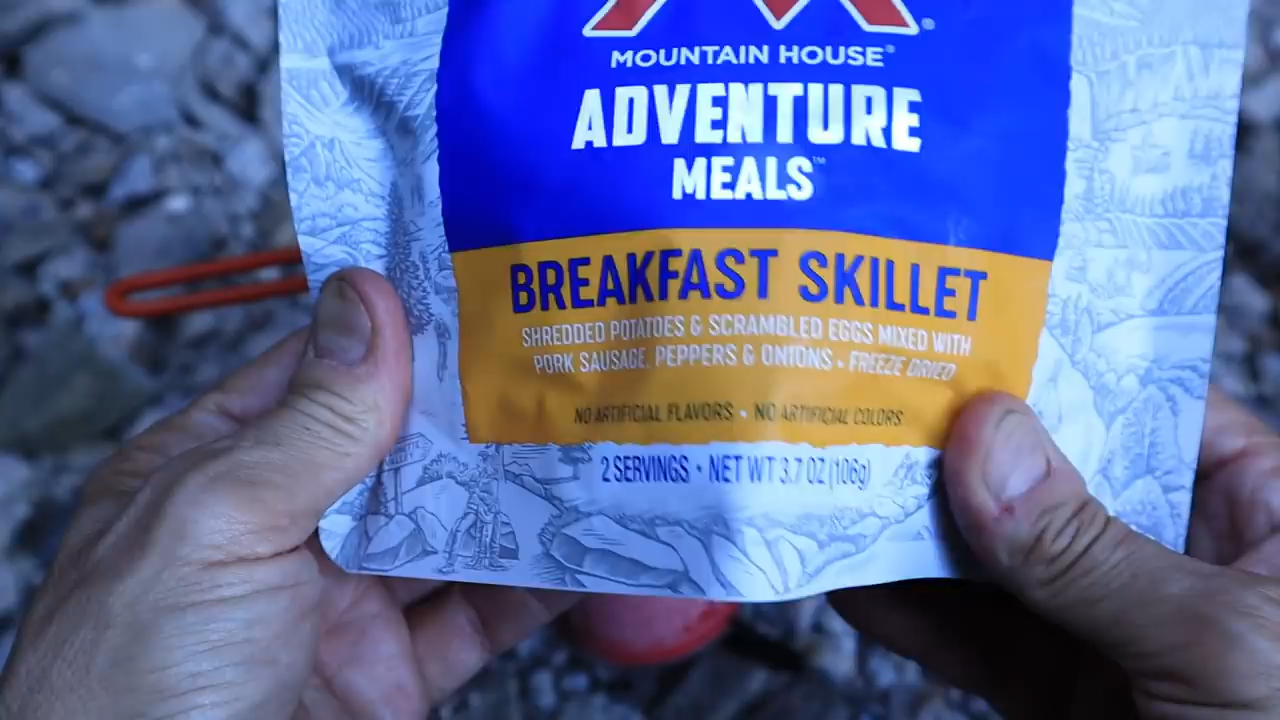 MOUNTAIN HOUSE®
ADVENTURE
MEALS™
BREAKFAST SKILLET
SHREDDED POTATOES & SCRAMBLED EGGS MIXED WITH
PORK SAUSAGE, PEPPERS & ONIONS • FREEZE DRIED
NO ARTIFICIAL FLAVORS • NO ARTIFICIAL COLORS
2 SERVINGS • NET WT 3.7 OZ (106g)